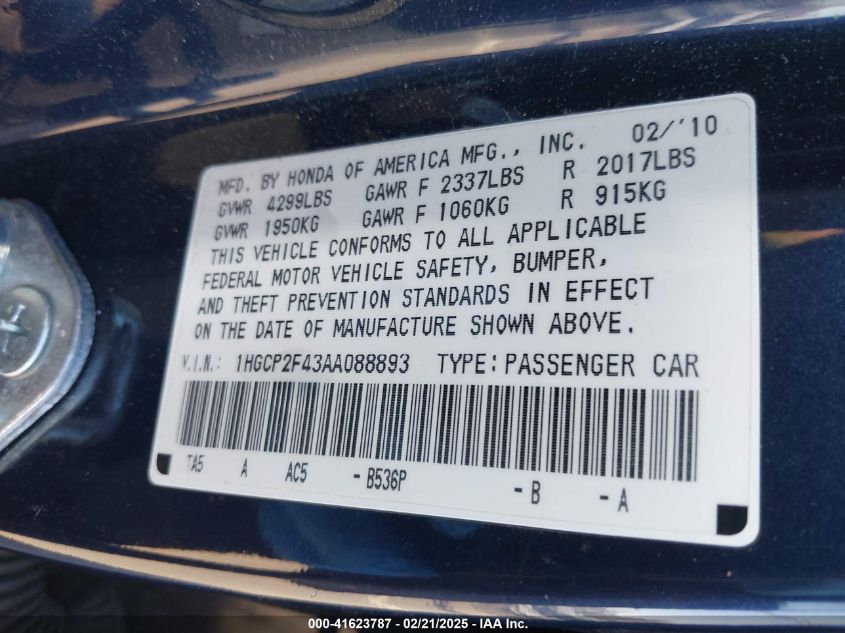 MFD. BY HONDA OF AMERICA MFG., INC. 02/'10
GVWR 4299LBS GAWR F 2337LBS R 2017LBS
GVWR 1950KG GAWR F 1060KG R 915KG
THIS VEHICLE CONFORMS TO ALL APPLICABLE
FEDERAL MOTOR VEHICLE SAFETY, BUMPER,
AND THEFT PREVENTION STANDARDS IN EFFECT
ON THE DATE OF MANUFACTURE SHOWN ABOVE.
V.I.N.: 1HGCP2F43AA088893 TYPE: PASSENGER CAR
TA5 A AC5 - B536P - B - A
000-41623787 - 02/21/2025 - IAA Inc.